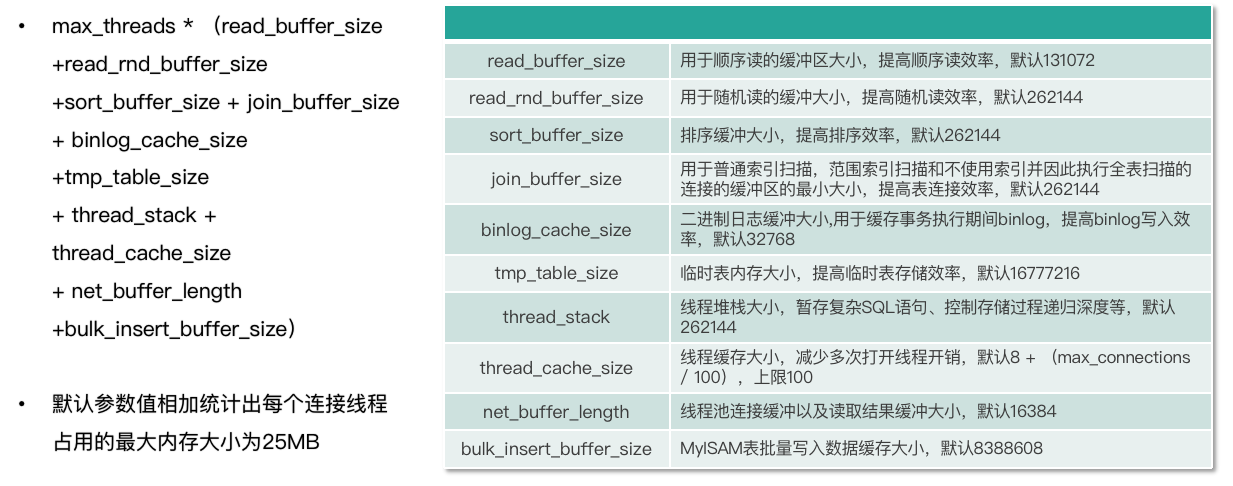 • max_threads * （read_buffer_size
+read_rnd_buffer_size
+sort_buffer_size + join_buffer_size
+ binlog_cache_size
+tmp_table_size
+ thread_stack +
thread_cache_size
+ net_buffer_length
+bulk_insert_buffer_size）
• 默认参数值相加统计出每个连接线程
占用的最大内存大小为25MB
read_buffer_size
用于顺序读的缓冲区大小，提高顺序读效率，默认131072
read_rnd_buffer_size
用于随机读的缓冲大小，提高随机读效率，默认262144
sort_buffer_size
排序缓冲大小，提高排序效率，默认262144
join_buffer_size
用于普通索引扫描，范围索引扫描和不使用索引并因此执行全表扫描的
连接的缓冲区的最小大小，提高表连接效率，默认262144
binlog_cache_size
二进制日志缓冲大小,用于缓存事务执行期间binlog，提高binlog写入效
率，默认32768
tmp_table_size
临时表内存大小，提高临时表存储效率，默认16777216
thread_stack
线程堆栈大小，暂存复杂SQL语句、控制存储过程递归深度等，默认
262144
thread_cache_size
线程缓存大小，减少多次打开线程开销，默认8 + （max_connections
/ 100），上限100
net_buffer_length
线程池连接缓冲以及读取结果缓冲大小，默认16384
bulk_insert_buffer_size
MyISAM表批量写入数据缓存大小，默认8388608